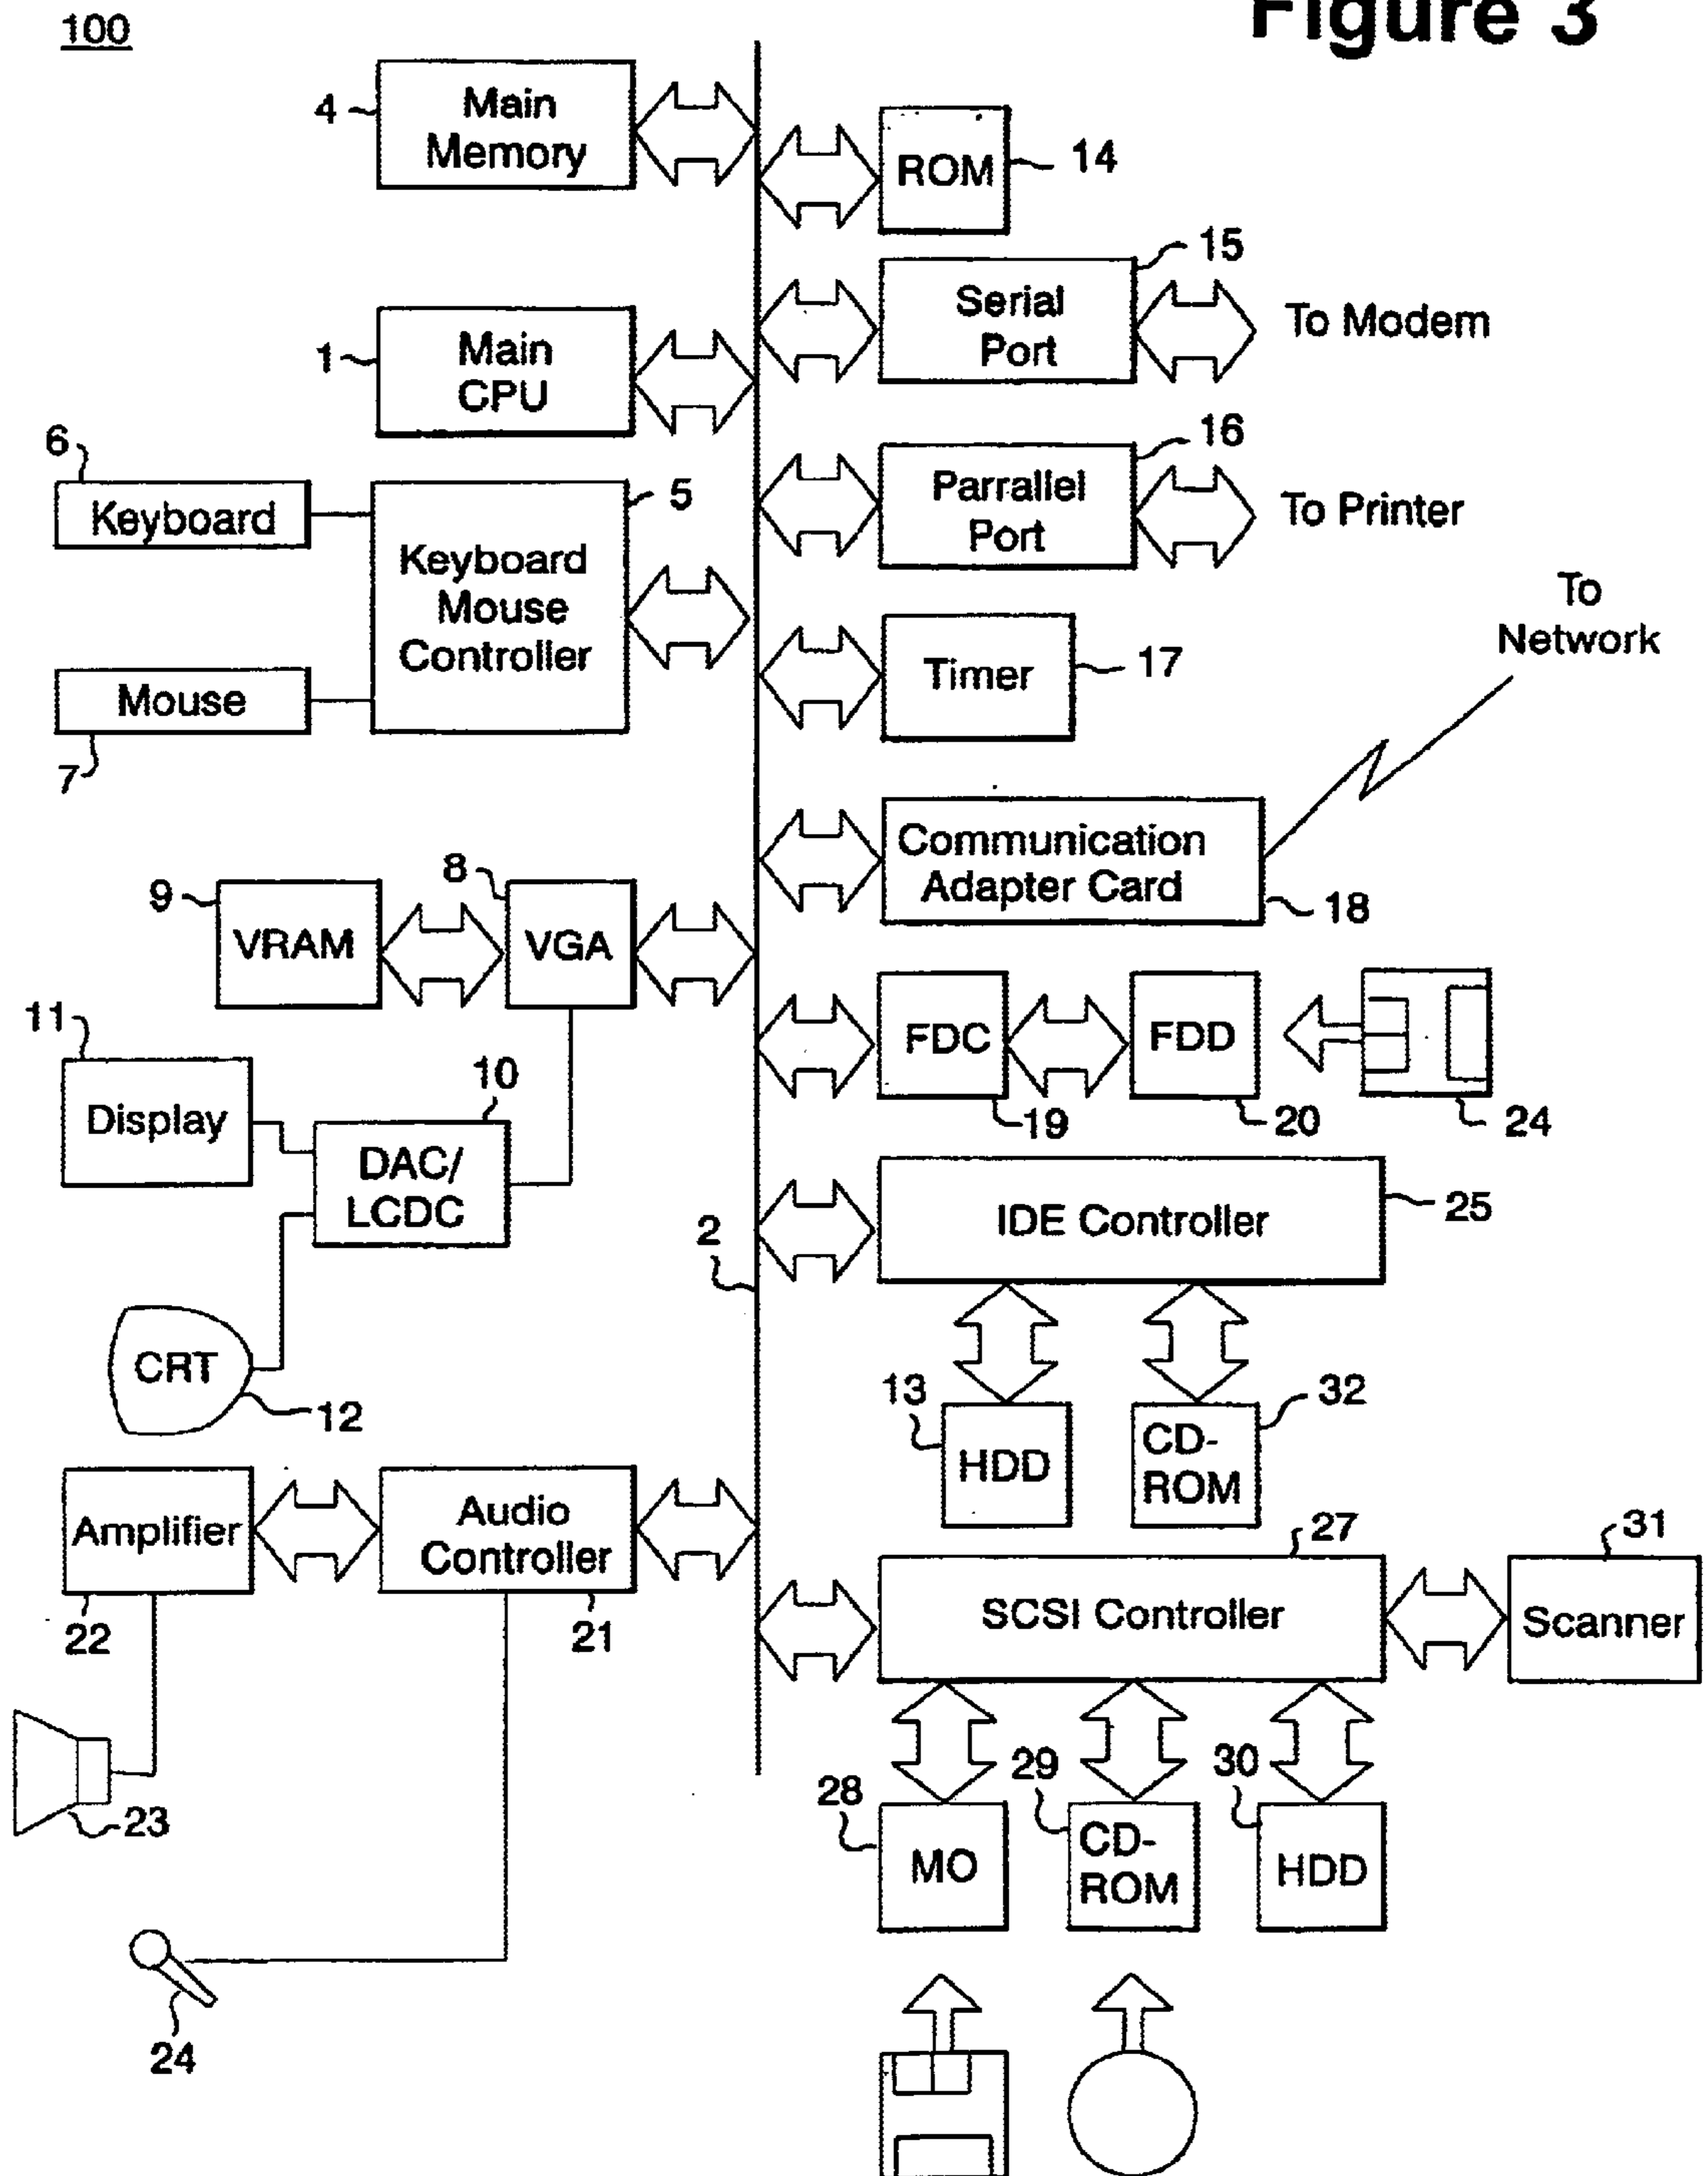 100
Figure 3
4
Main
Memory
ROM
14
15
Serial
Port
To Modem
1
Main
CPU
16
Parrallel
Port
To Printer
6
Keyboard
5
Keyboard
Mouse
Controller
Mouse
7
Timer
17
To
Network
Communication
Adapter Card
18
9
VRAM
8
VGA
FDC
19
FDD
20
24
11
Display
10
DAC/
LCDC
2
IDE Controller
25
CRT
12
13
HDD
32
CD-
ROM
Amplifier
22
Audio
Controller
21
27
SCSI Controller
31
Scanner
23
28
MO
29
CD-
ROM
30
HDD
24